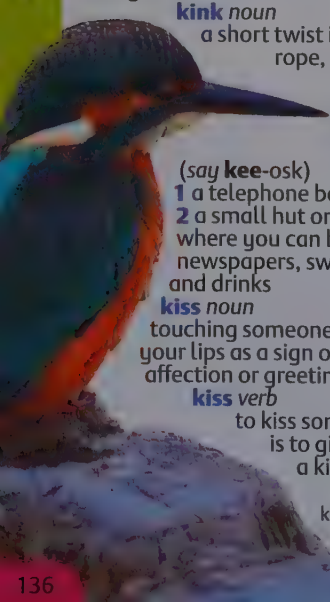 kink noun
a short twist i
rope,
(say kee-osk)
1 a telephone bo
2 a small hut or
where you can b
newspapers, sw
and drinks
kiss noun
touching someone
your lips as a sign o
affection or greetin
kiss verb
to kiss som
is to gi
a ki
k
136